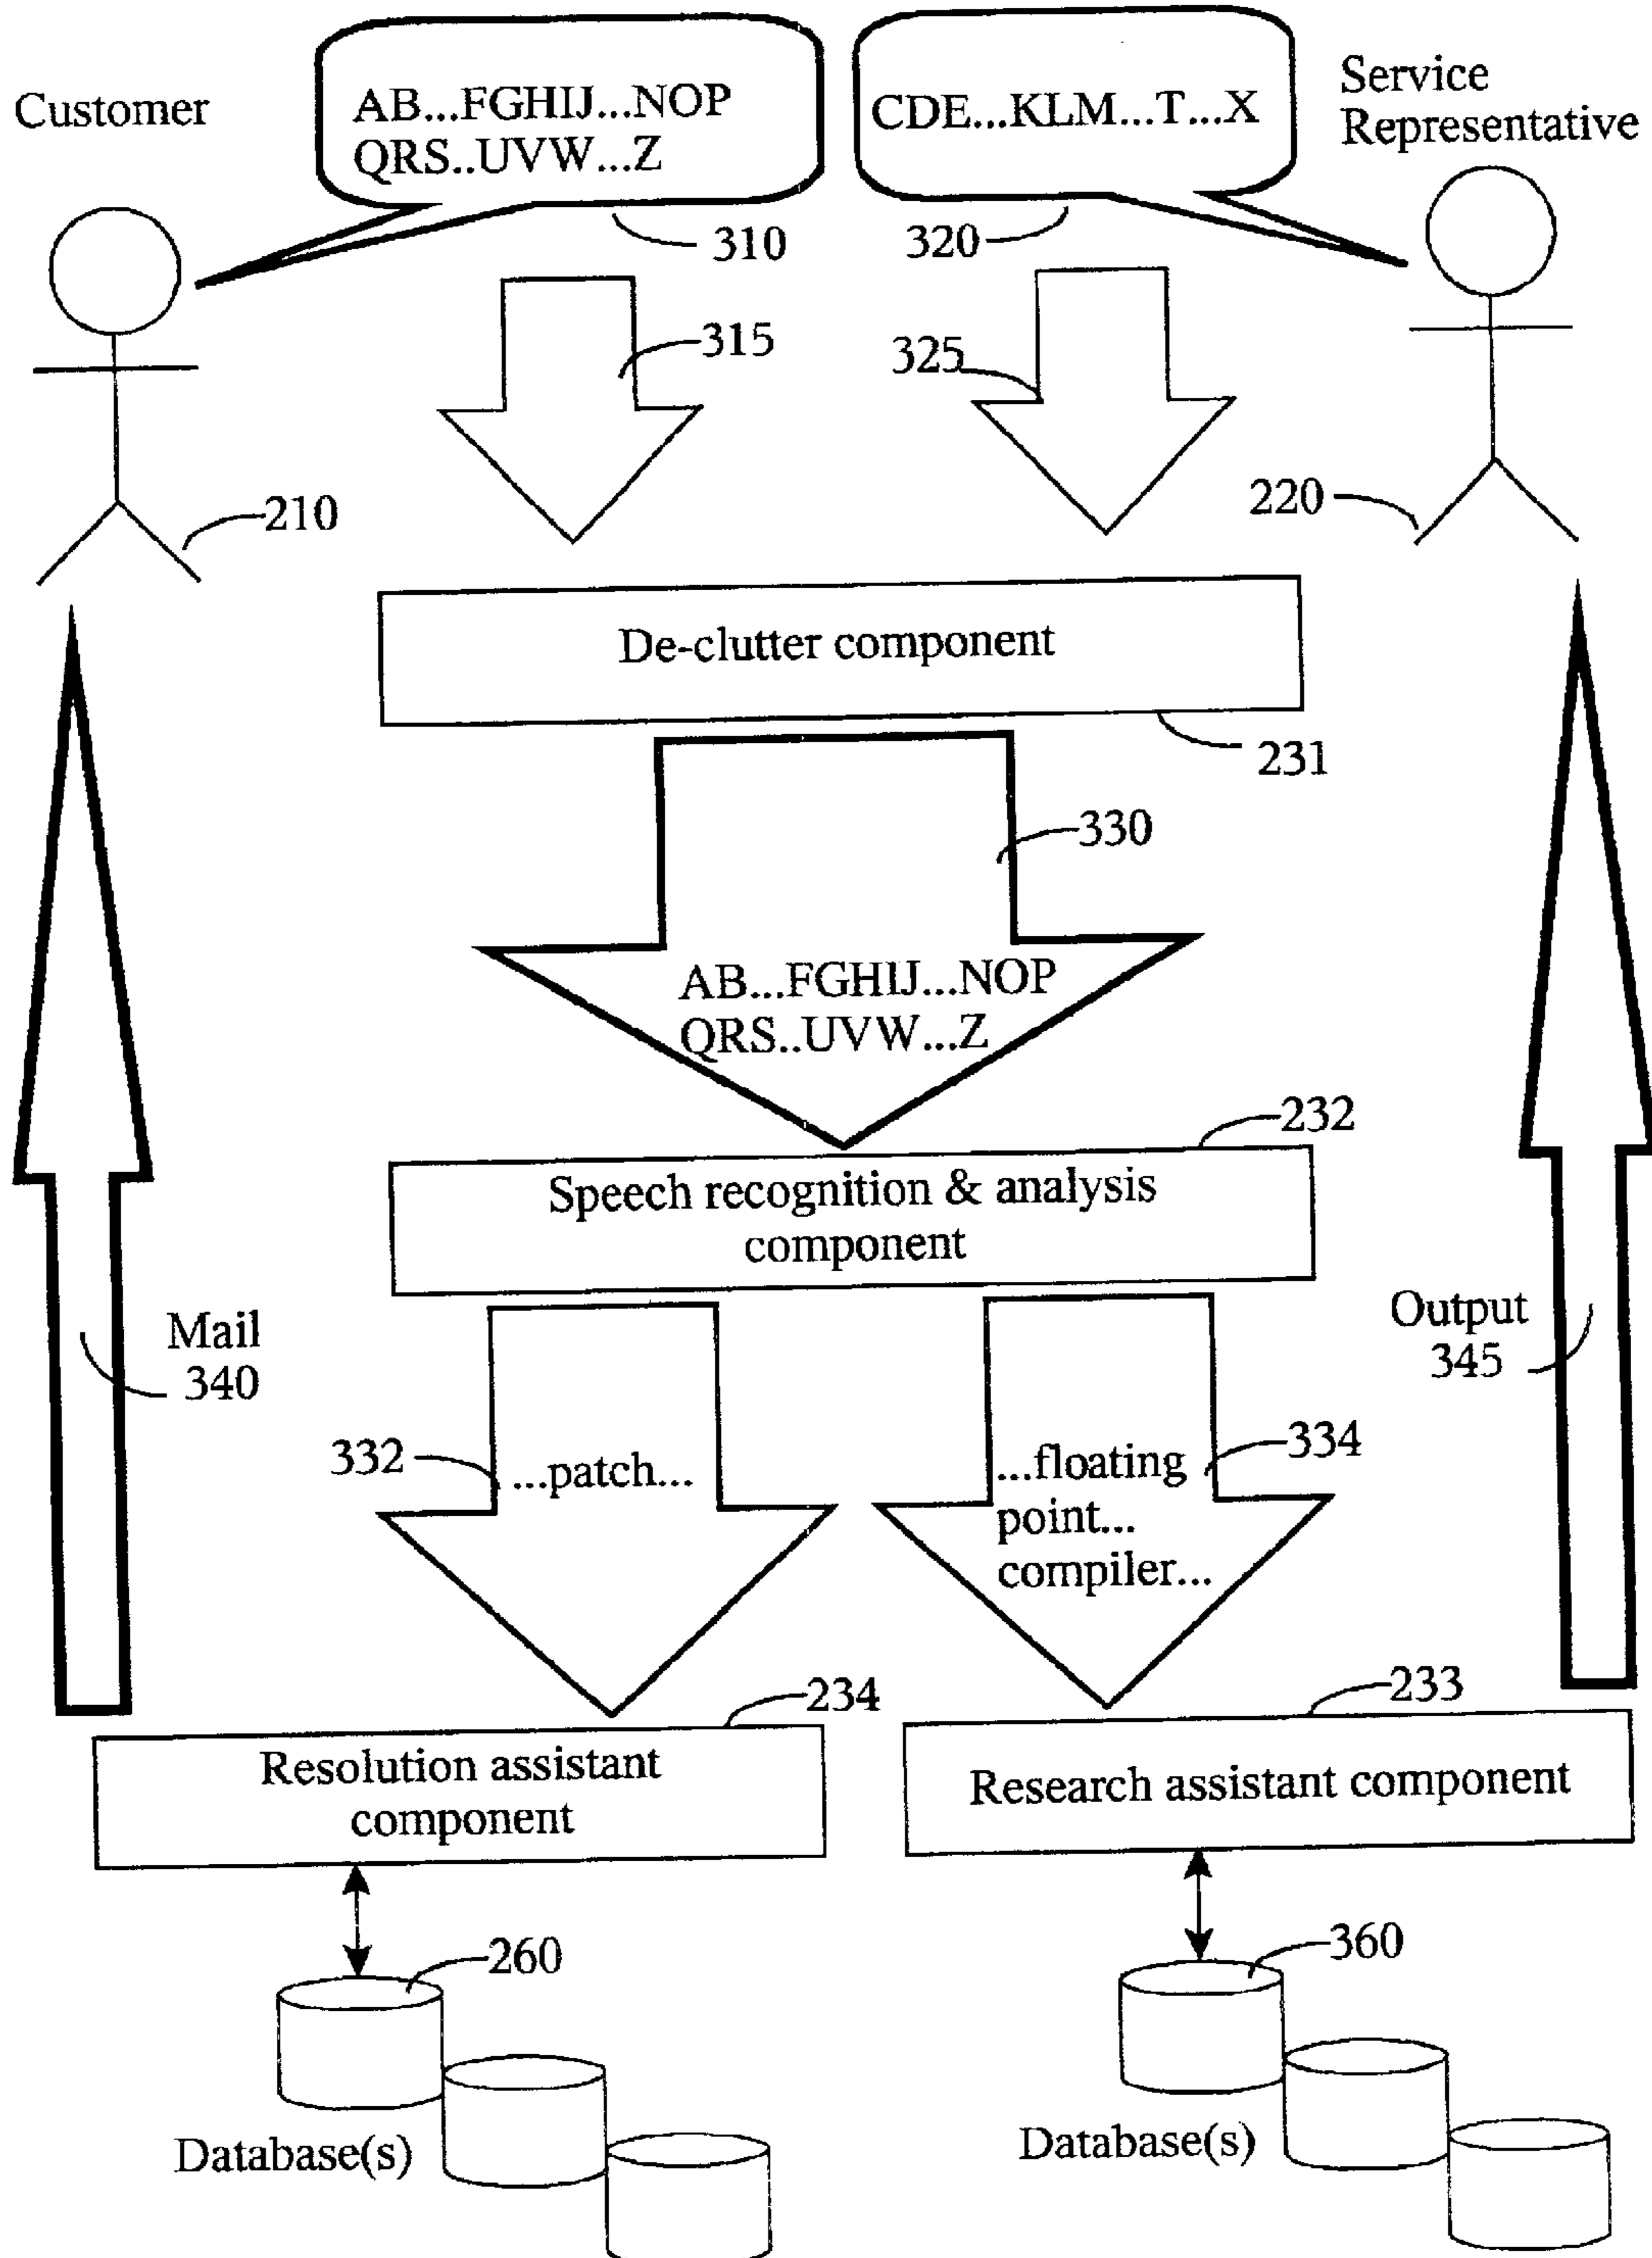 Customer
AB...FGHIJ...NOP
QRS..UVW...Z
CDE...KLM...T...X
Service
Representative
310
320
315
325
210
220
De-clutter component
231
330
AB...FGHIJ...NOP
QRS..UVW...Z
232
Speech recognition & analysis
component
Mail
340
Output
345
332
...patch...
...floating
point...
compiler...
334
234
233
Resolution assistant
component
Research assistant component
260
360
Database(s)
Database(s)